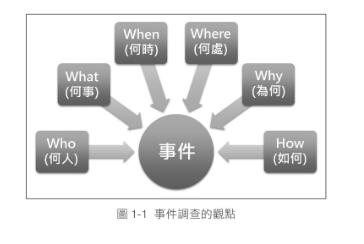 When
(何時)
Where
(何處)
What
(何事)
Why
(為何)
Who
(何人)
事件
How
(如何)
圖 1-1 事件調查的觀點